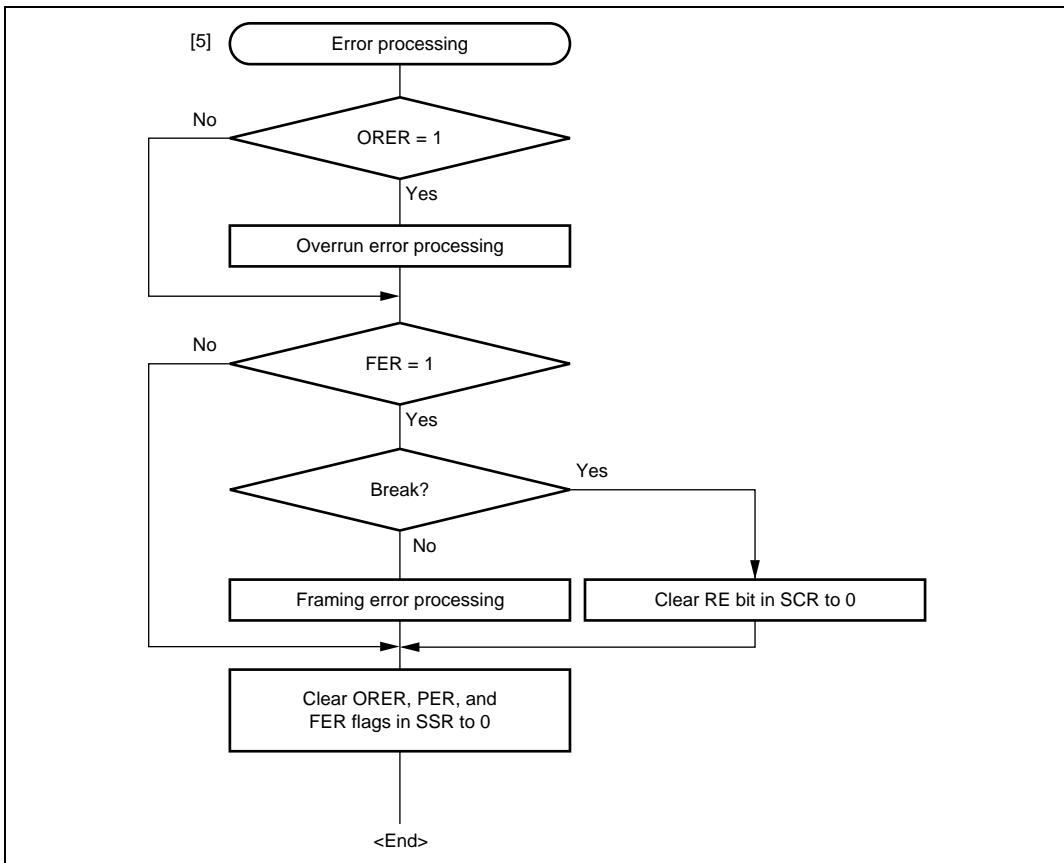 [5]
Error processing
No
ORER = 1
Yes
Overrun error processing
No
FER = 1
Yes
Break?
Yes
No
Framing error processing
Clear RE bit in SCR to 0
Clear ORER, PER, and
FER flags in SSR to 0
<End>